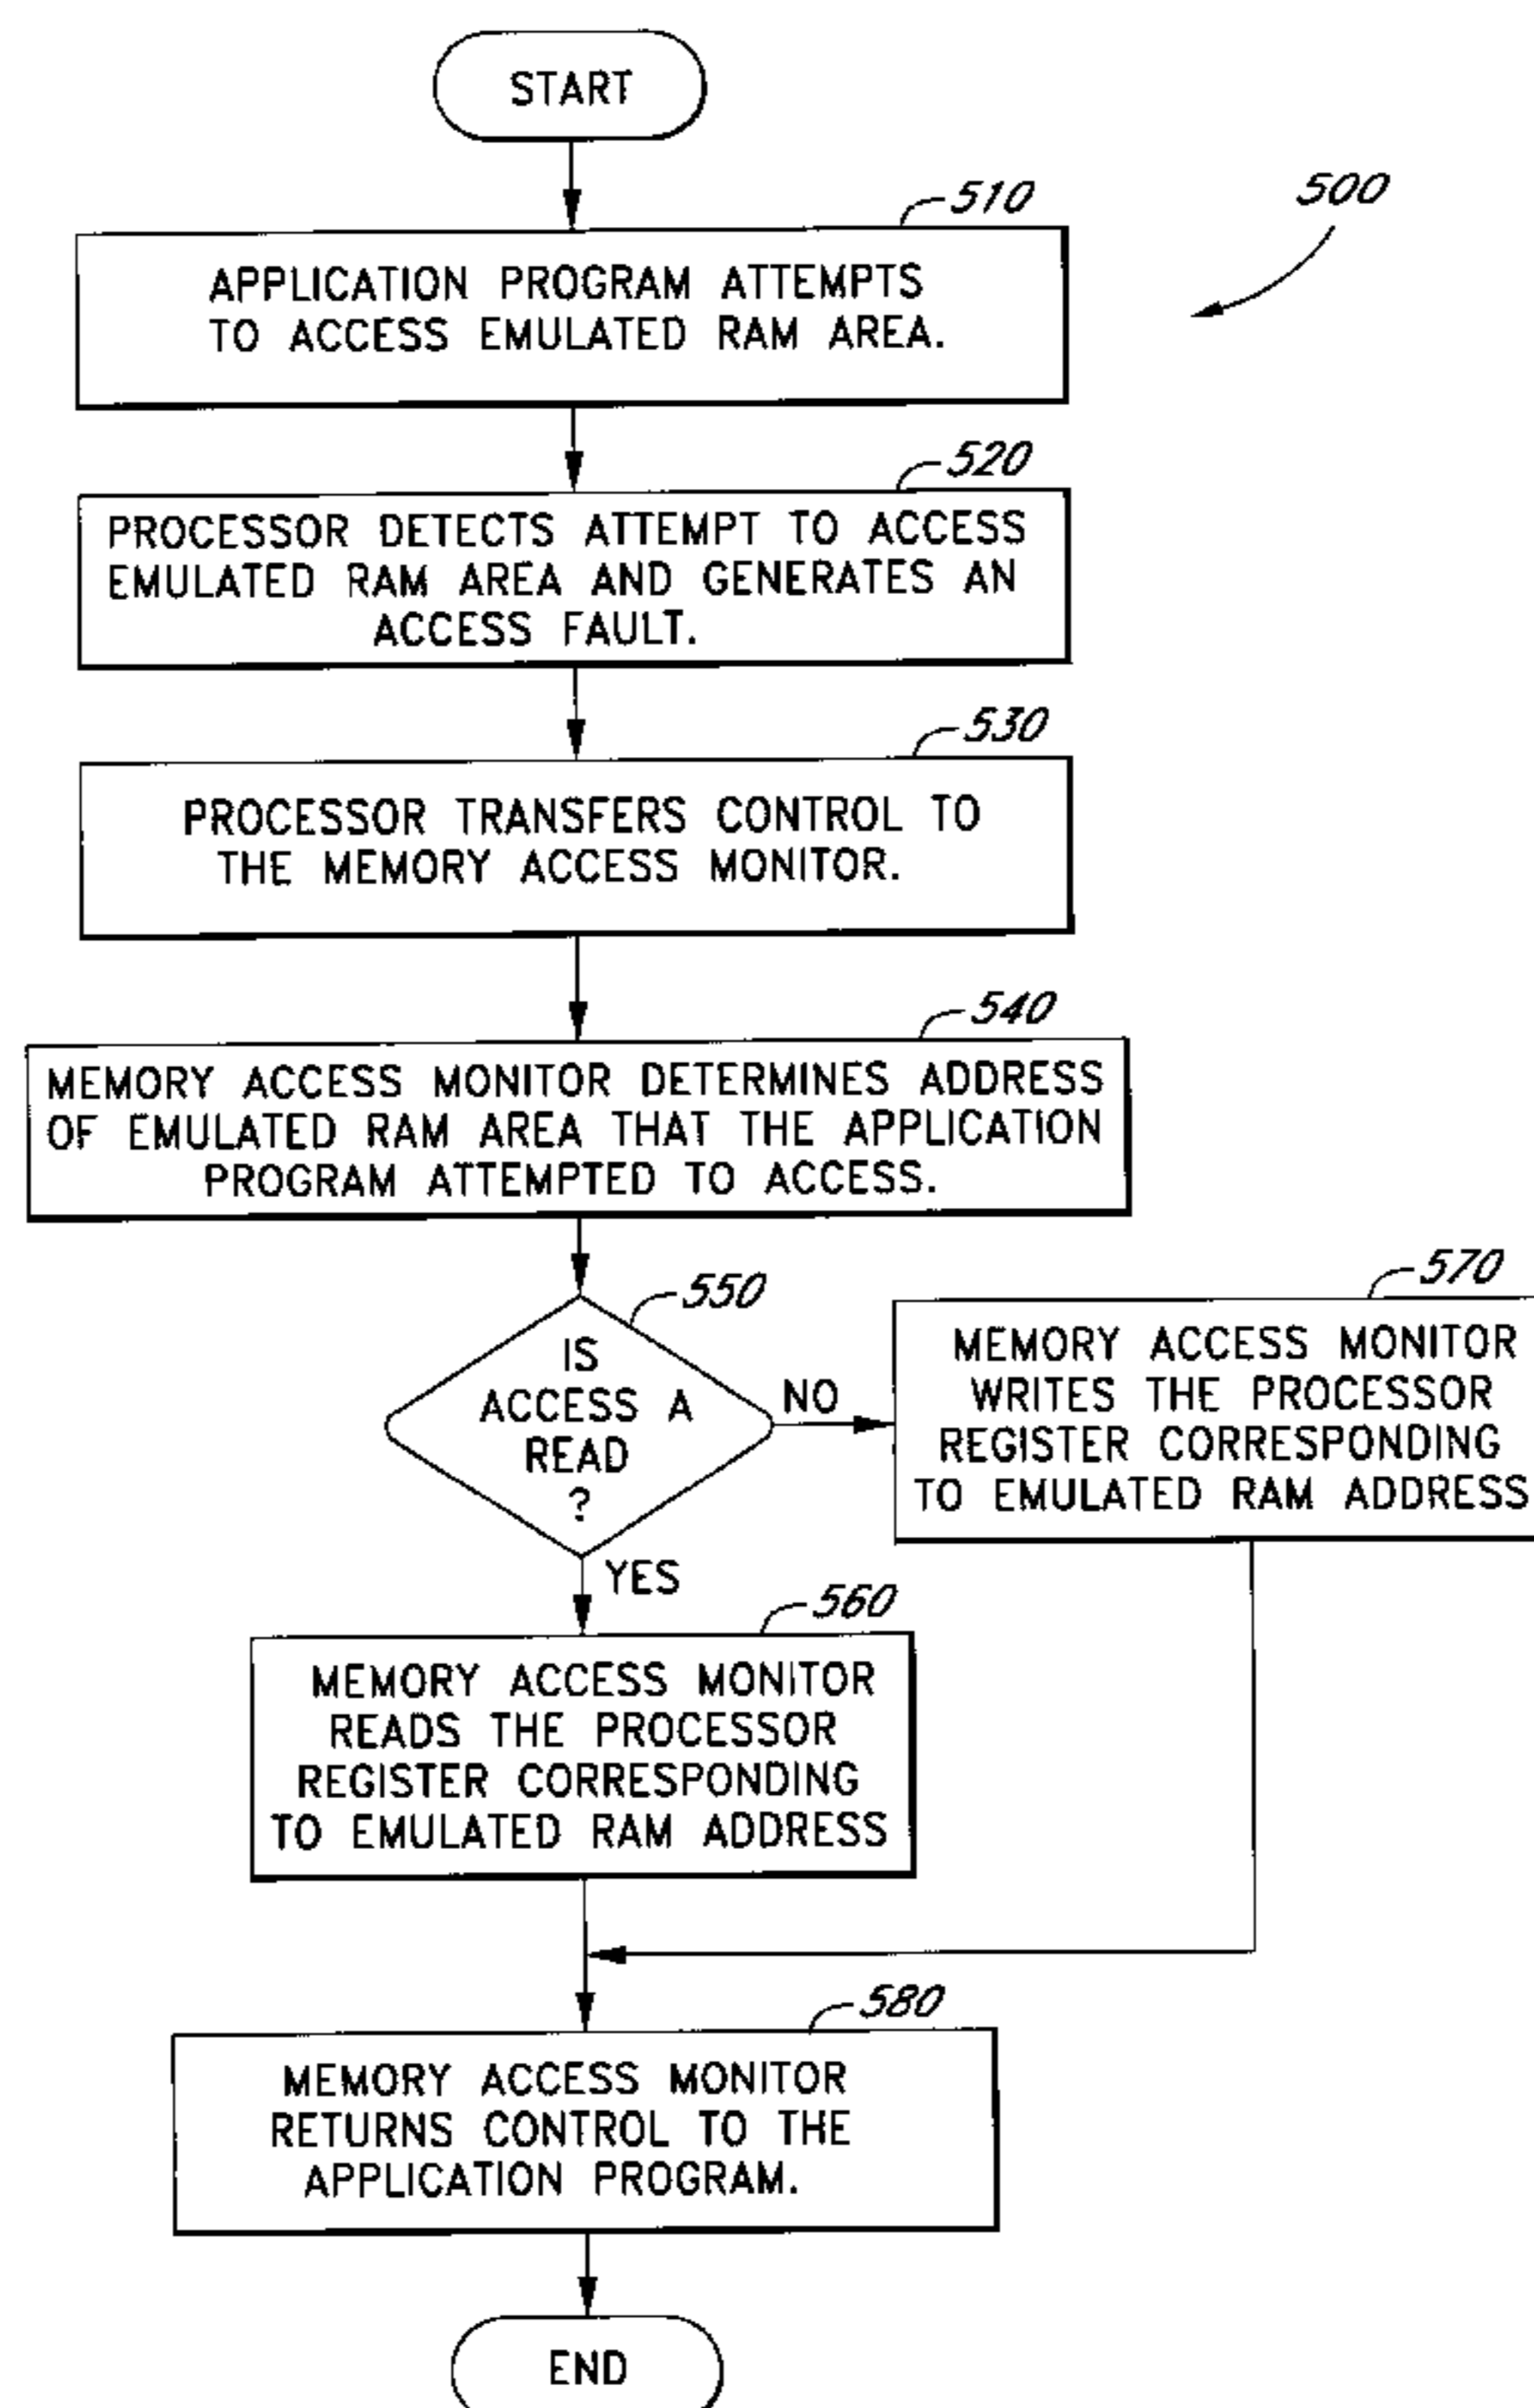 START
510
500
APPLICATION PROGRAM ATTEMPTS
TO ACCESS EMULATED RAM AREA.
520
PROCESSOR DETECTS ATTEMPT TO ACCESS
EMULATED RAM AREA AND GENERATES AN
ACCESS FAULT.
530
PROCESSOR TRANSFERS CONTROL TO
THE MEMORY ACCESS MONITOR.
540
MEMORY ACCESS MONITOR DETERMINES ADDRESS
OF EMULATED RAM AREA THAT THE APPLICATION
PROGRAM ATTEMPTED TO ACCESS.
550
IS
ACCESS A
READ
?
NO
YES
570
MEMORY ACCESS MONITOR
WRITES THE PROCESSOR
REGISTER CORRESPONDING
TO EMULATED RAM ADDRESS
560
MEMORY ACCESS MONITOR
READS THE PROCESSOR
REGISTER CORRESPONDING
TO EMULATED RAM ADDRESS
580
MEMORY ACCESS MONITOR
RETURNS CONTROL TO THE
APPLICATION PROGRAM.
END